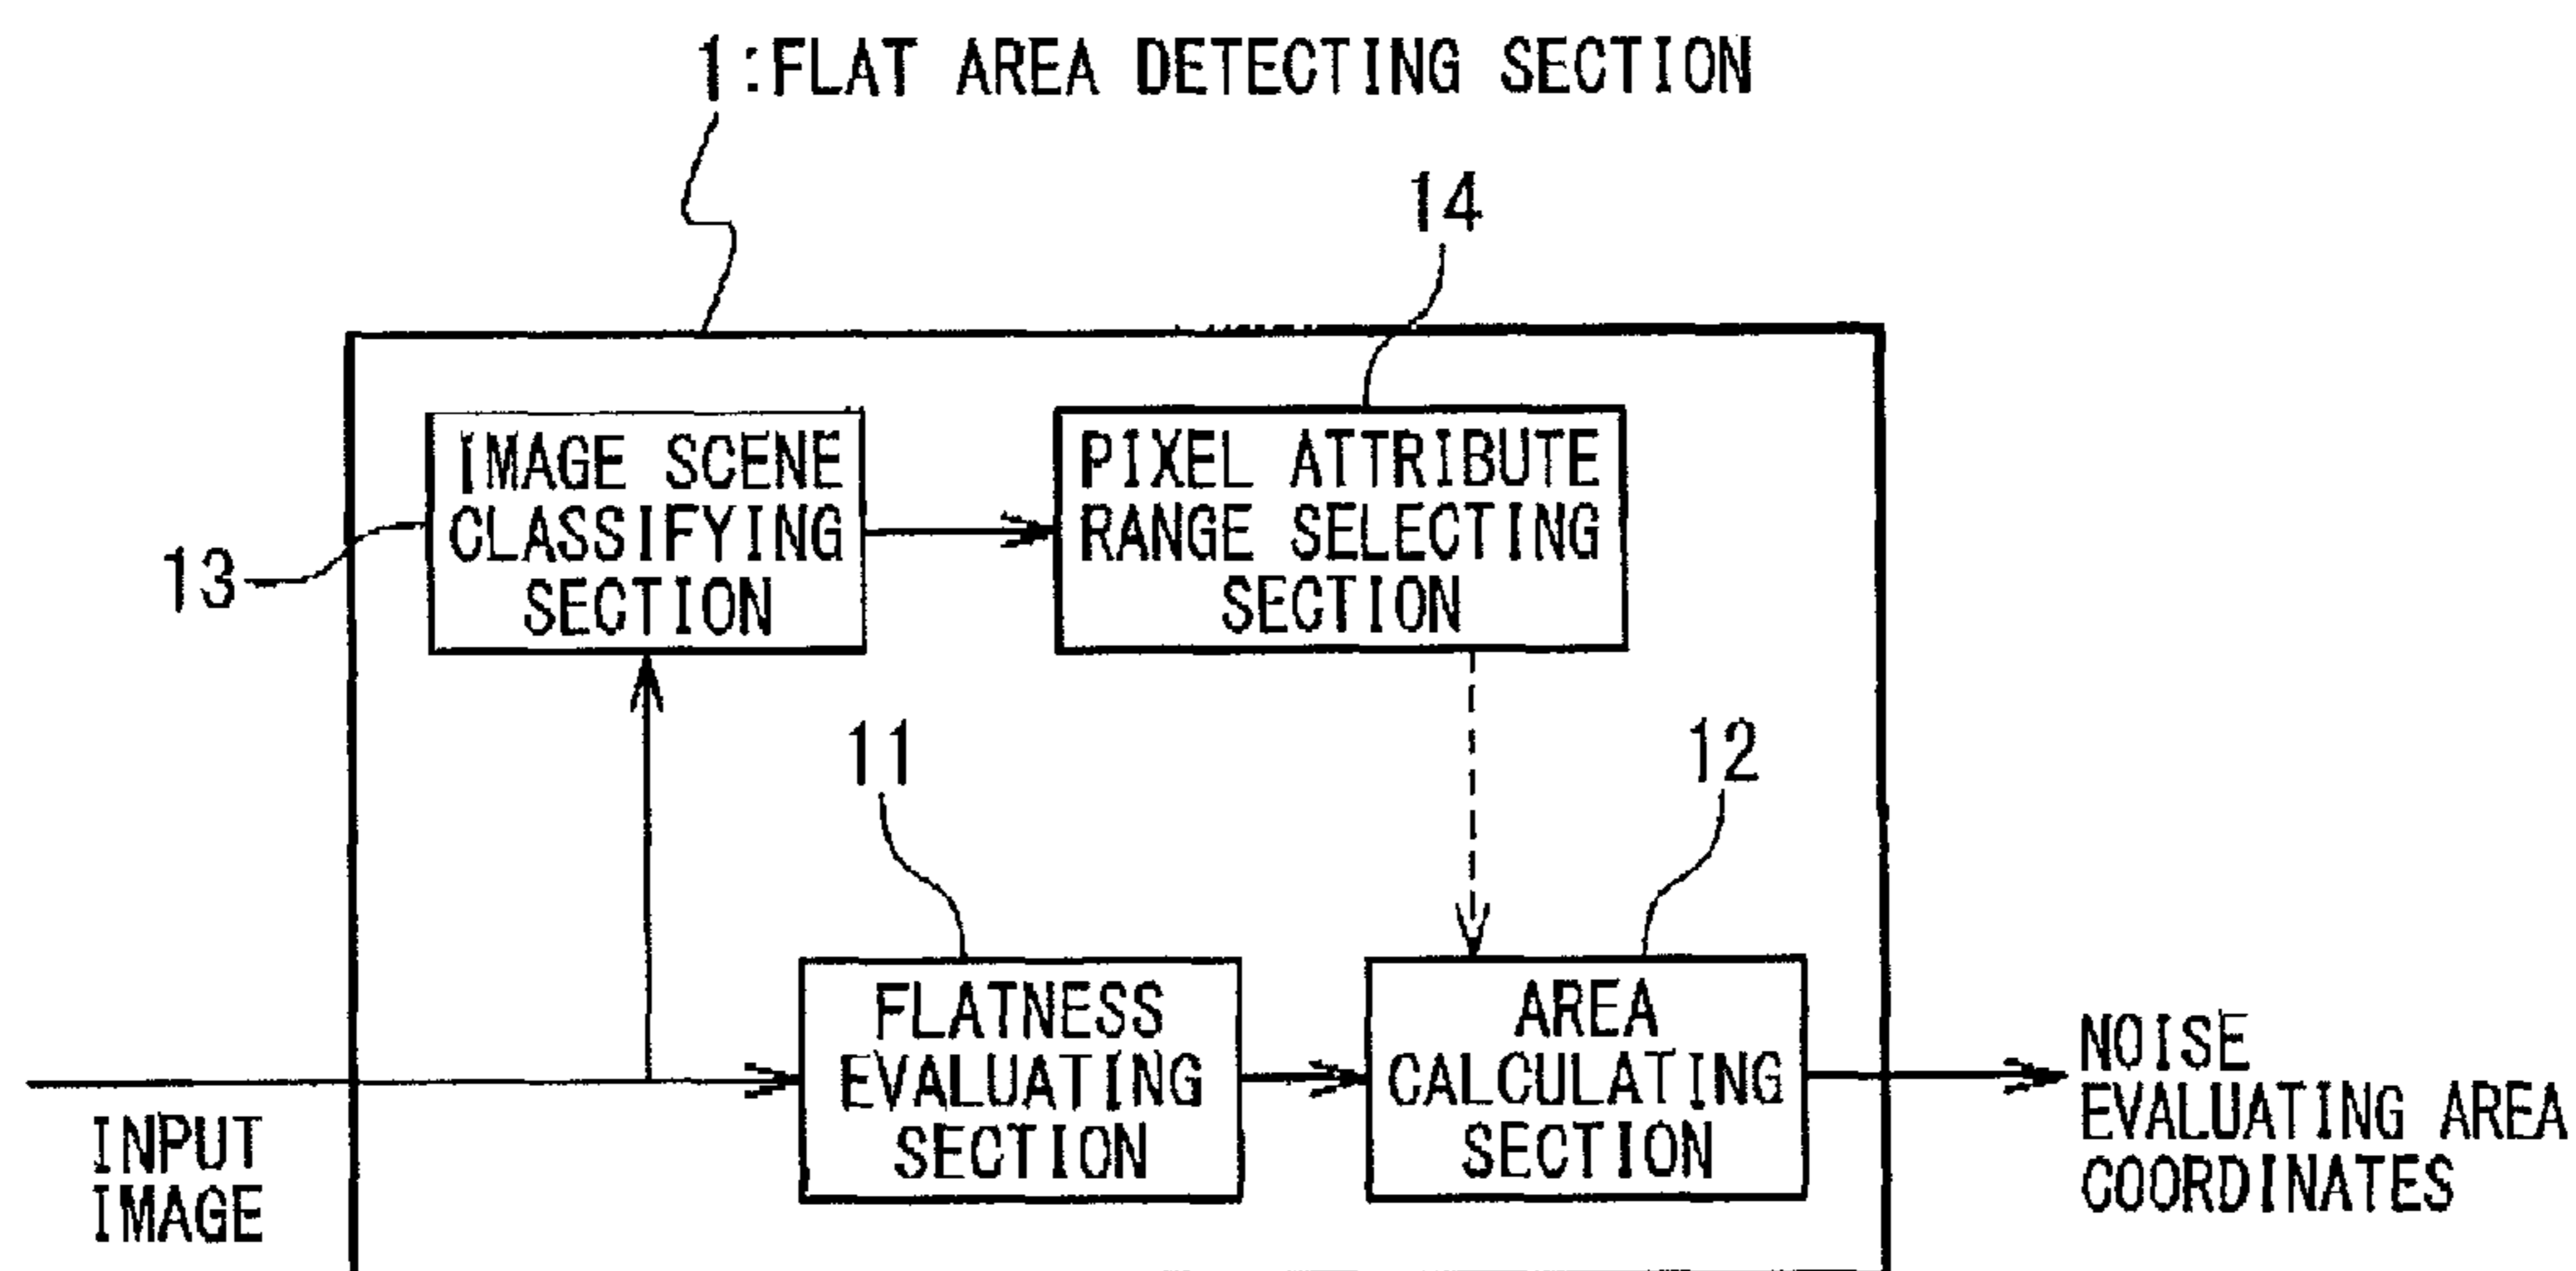 1:FLAT AREA DETECTING SECTION
14
IMAGE SCENE
CLASSIFYING
SECTION
PIXEL ATTRIBUTE
RANGE SELECTING
SECTION
13
11
12
FLATNESS
EVALUATING
SECTION
AREA
CALCULATING
SECTION
INPUT
IMAGE
NOISE
EVALUATING AREA
COORDINATES